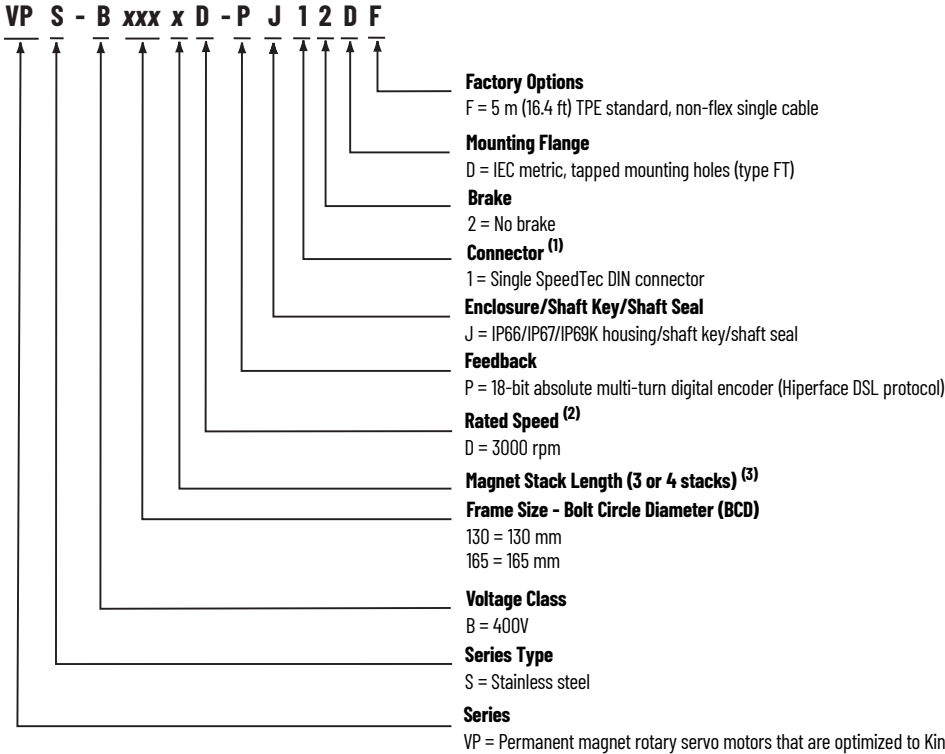 VP S - B xxx x D - P J 1 2 D F
Factory Options
F = 5 m (16.4 ft) TPE standard, non-flex single cable
Mounting Flange
D = IEC metric, tapped mounting holes (type FT)
Brake
2 = No brake
Connector (1)
1 = Single SpeedTec DIN connector
Enclosure/Shaft Key/Shaft Seal
J = IP66/IP67/IP69K housing/shaft key/shaft seal
Feedback
P = 18-bit absolute multi-turn digital encoder (Hiperface DSL protocol)
Rated Speed (2)
D = 3000 rpm
Magnet Stack Length (3 or 4 stacks) (3)
Frame Size - Bolt Circle Diameter (BCD)
130 = 130 mm
165 = 165 mm
Voltage Class
B = 400V
Series Type
S = Stainless steel
Series
VP = Permanent magnet rotary servo motors that are optimized to Kin